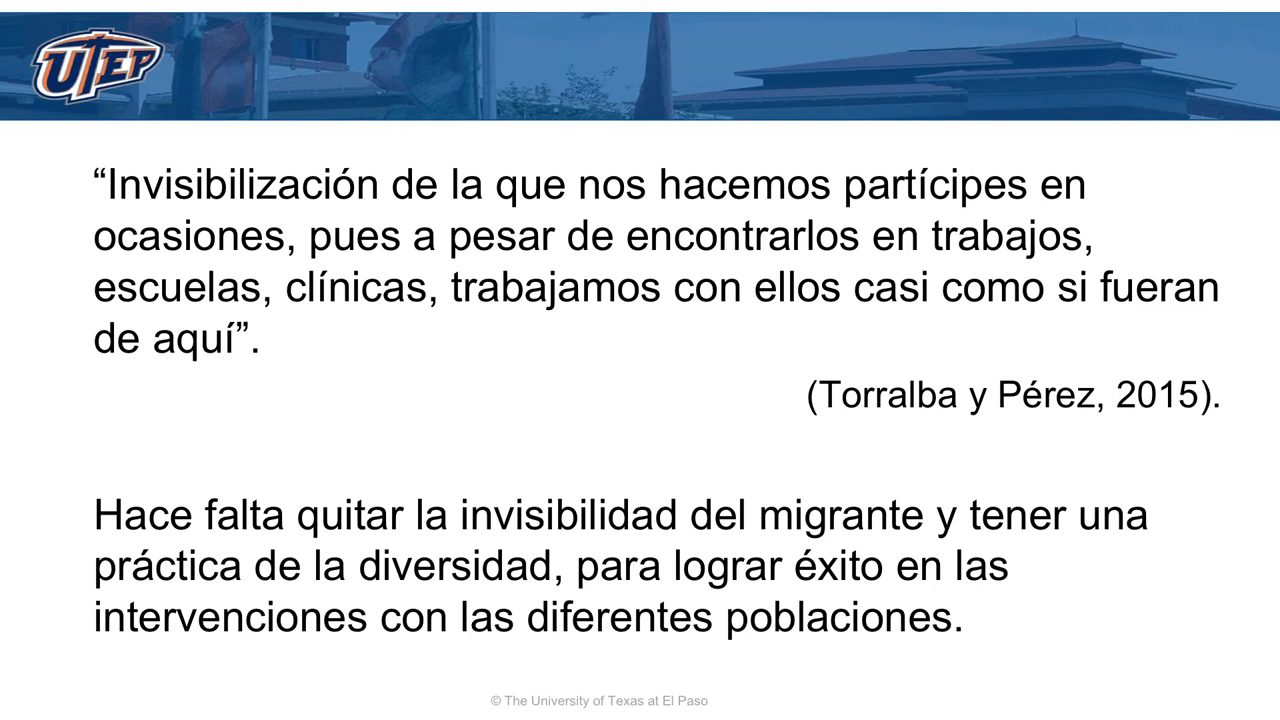 UTEP
“Invisibilización de la que nos hacemos partícipes en
ocasiones, pues a pesar de encontrarlos en trabajos,
escuelas, clínicas, trabajamos con ellos casi como si fueran
de aquí”.
(Torralba y Pérez, 2015).
Hace falta quitar la invisibilidad del migrante y tener una
práctica de la diversidad, para lograr éxito en las
intervenciones con las diferentes poblaciones.
© The University of Texas at El Paso